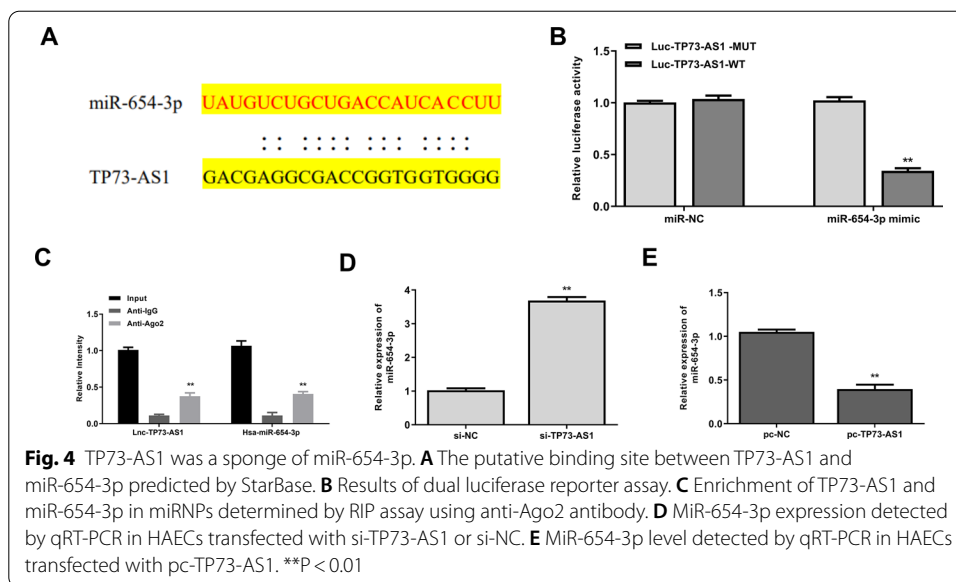 A
miR-654-3p UAUGUCUGCUGACCAUCACCUU
:: :::: ::: ::::
TP73-AS1 GACGAGGCGACCGGTGGTGGGG
B
Luc-TP73-AS1 -MUT
Luc-TP73-AS1-WT
Relative luciferase activity
1.5
1.0
0.5
0.0
**
miR-NC miR-654-3p mimic
C
Input
Anti-IgG
Anti-Ago2
Relative Intensity
1.5
1.0
0.5
0.0
** **
Lnc-TP73-AS1 Hsa-miR-654-3p
D
Relative expression of
miR-654-3p
4
3
2
1
0
**
si-NC si-TP73-AS1
E
Relative expression of
miR-654-3p
1.5
1.0
0.5
0.0
**
pc-NC pc-TP73-AS1
Fig. 4 TP73-AS1 was a sponge of miR-654-3p. A The putative binding site between TP73-AS1 and
miR-654-3p predicted by StarBase. B Results of dual luciferase reporter assay. C Enrichment of TP73-AS1 and
miR-654-3p in miRNPs determined by RIP assay using anti-Ago2 antibody. D MiR-654-3p expression detected
by qRT-PCR in HAECs transfected with si-TP73-AS1 or si-NC. E MiR-654-3p level detected by qRT-PCR in HAECs
transfected with pc-TP73-AS1. **P < 0.01